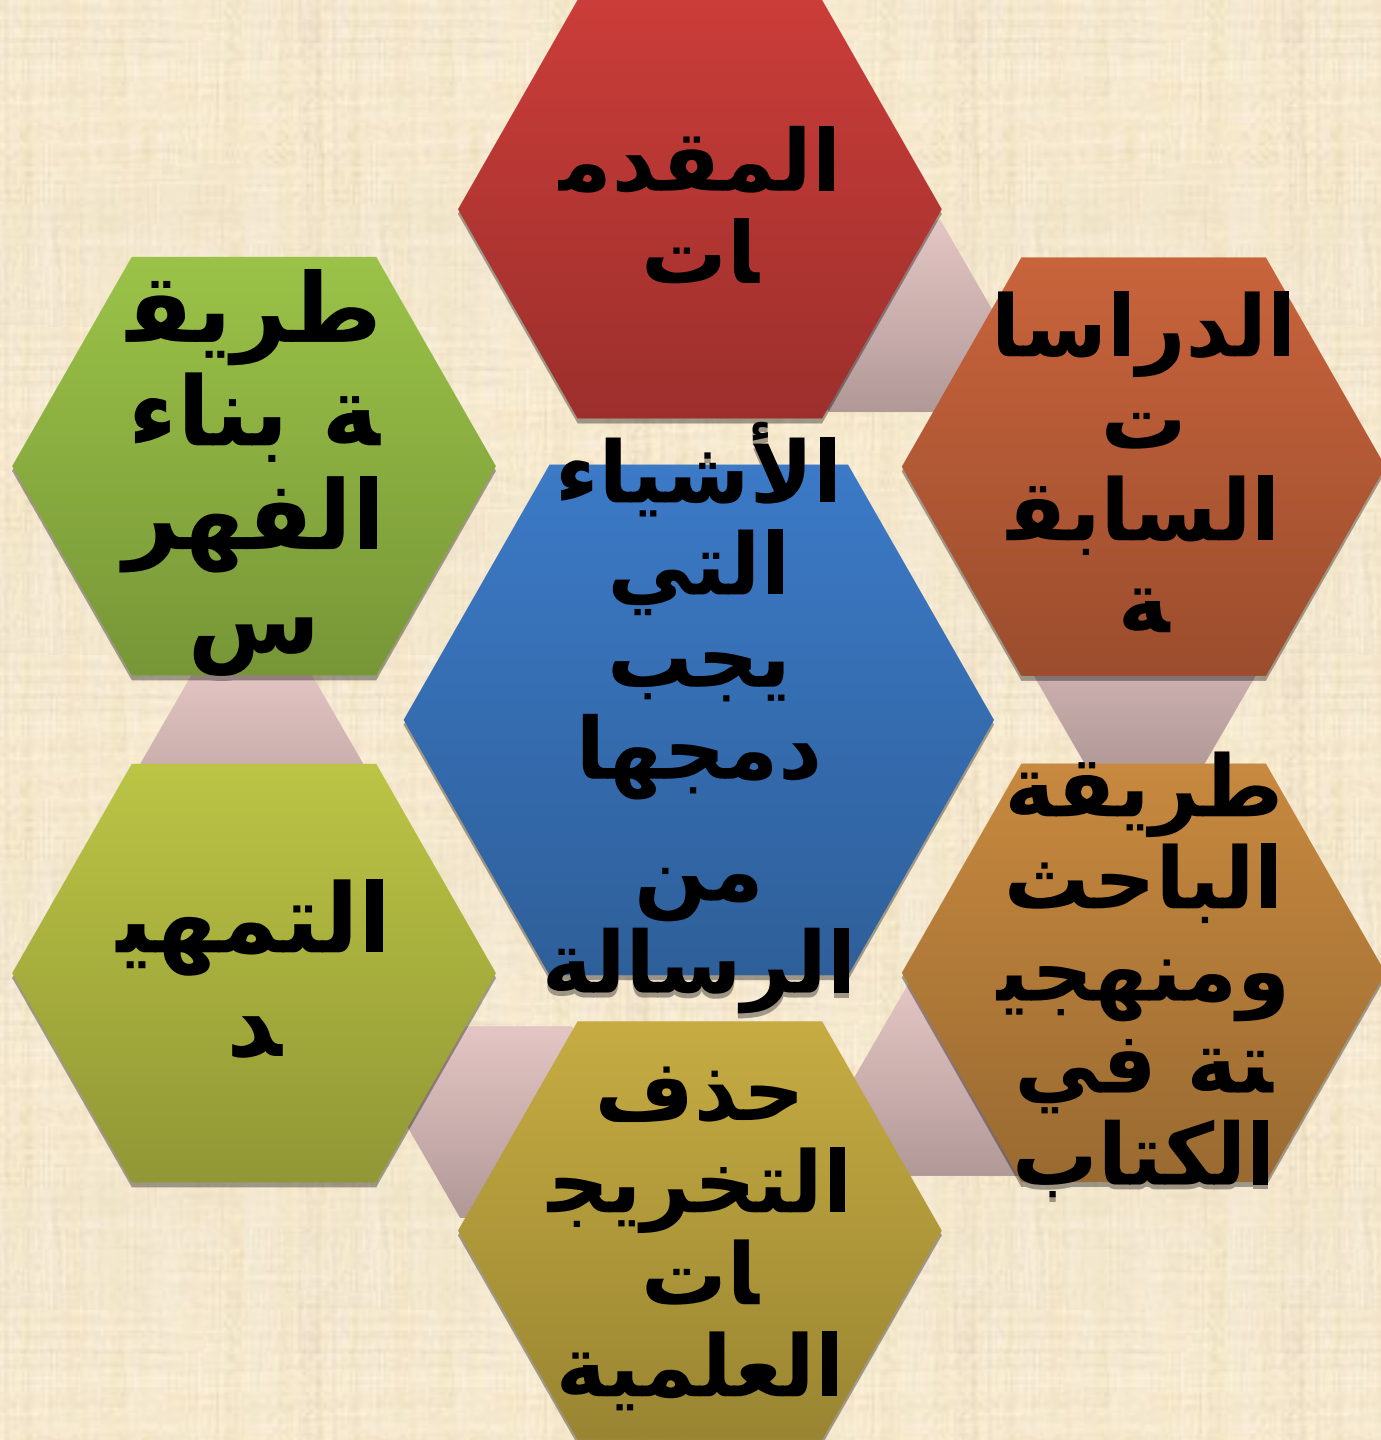 المقدم
ات
الدراسا
ت
السابق
ة
طريقة
الباحث
ومنهجي
تة في
الكتاب
حذف
التخريج
ات
العلمية
التمهي
د
طريق
ة بناء
الفهر
س
الأشياء
التي
يجب
دمجها
من
الرسالة